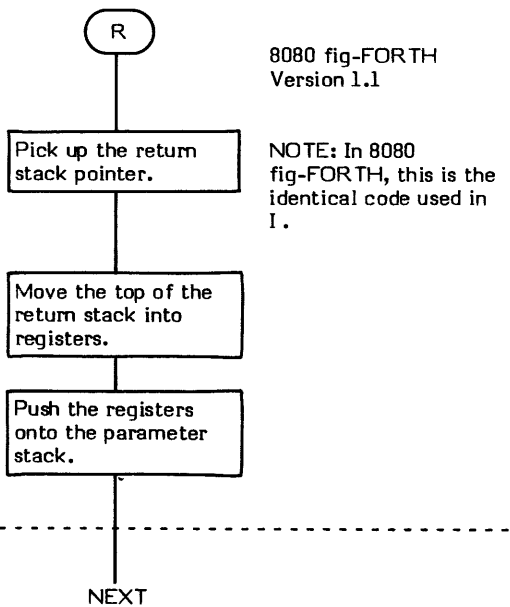 R
8080 fig-FORTH
Version 1.1
Pick up the return
stack pointer.
NOTE: In 8080
fig-FORTH, this is the
identical code used in
I .
Move the top of the
return stack into
registers.
Push the registers
onto the parameter
stack.
NEXT